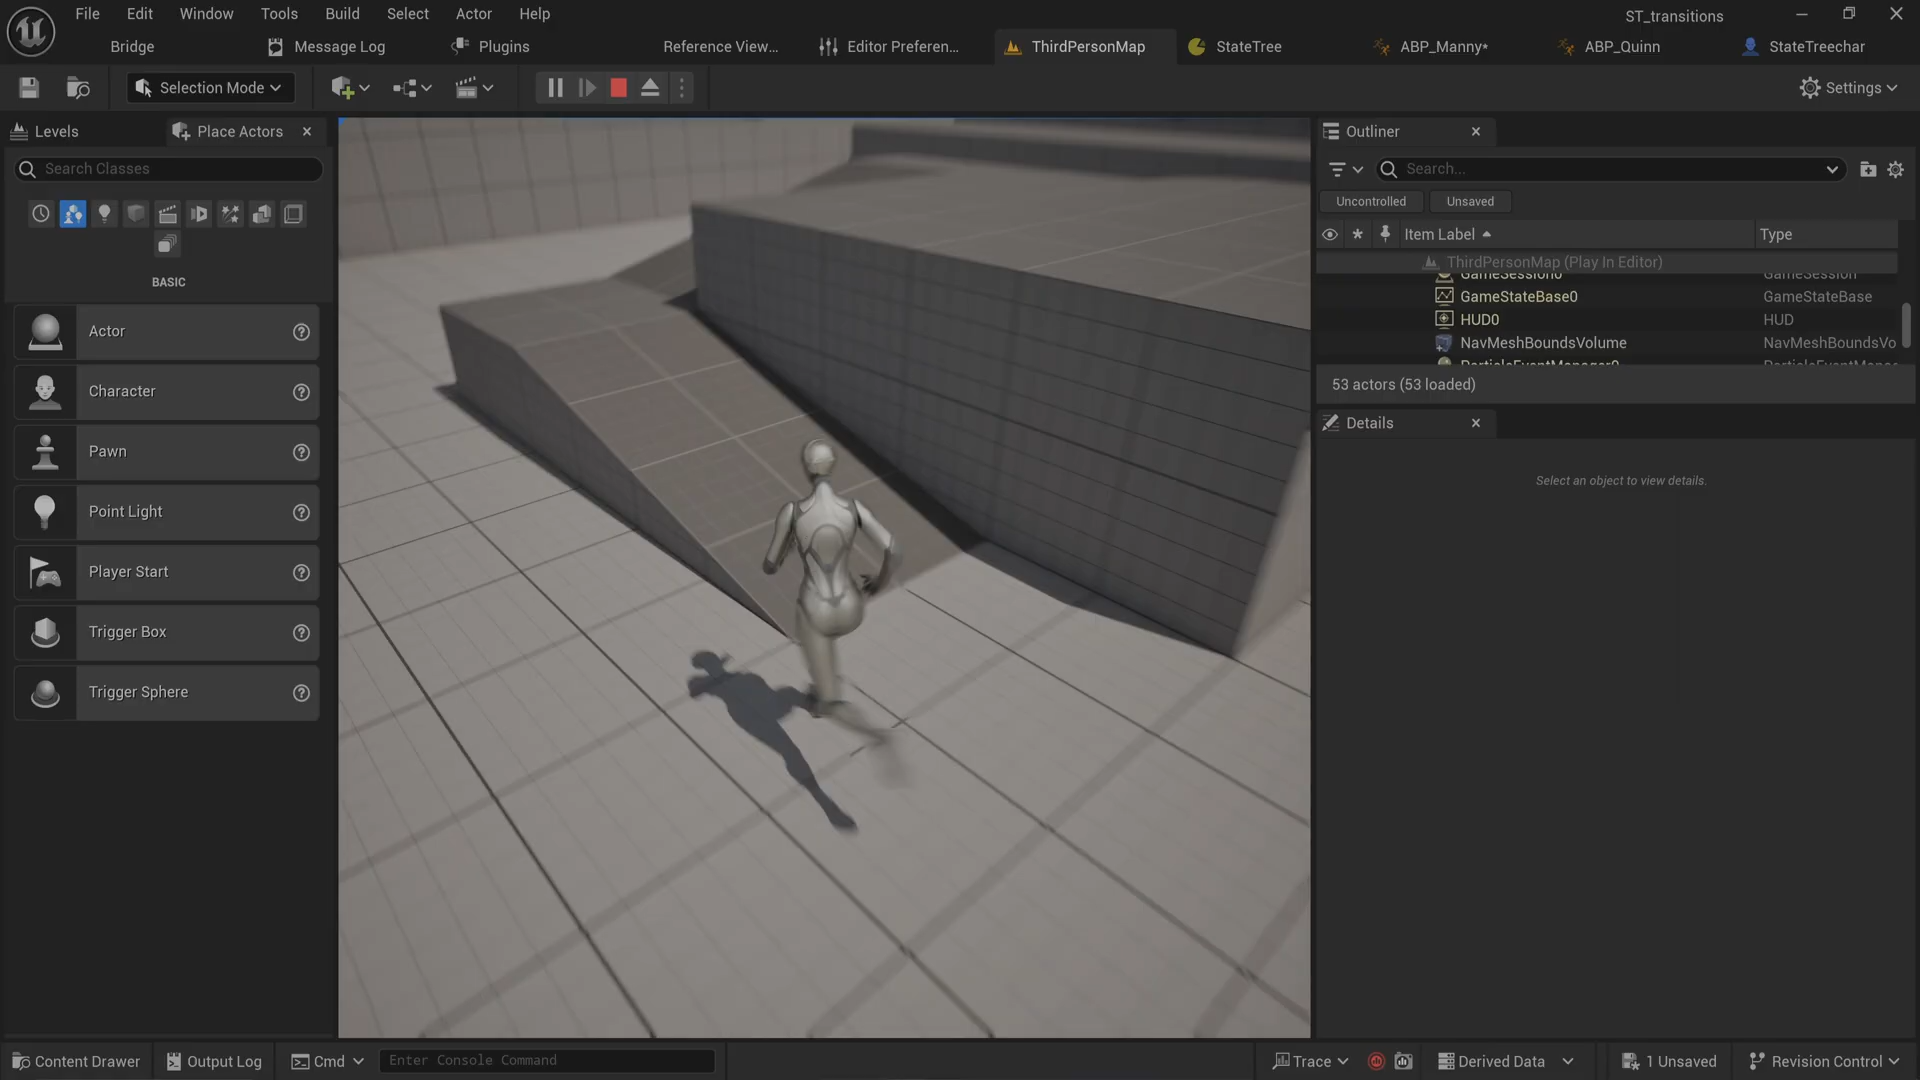 File Edit Window Tools Build Select Actor Help
ST_transitions
Bridge
Message Log
Plugins
Reference View...
Editor Preferen...
ThirdPersonMap
StateTree
ABP_Manny*
ABP_Quinn
StateTreechar
Selection Mode
Settings
Levels
Place Actors
Search Classes
BASIC
Actor
Character
Pawn
Point Light
Player Start
Trigger Box
Trigger Sphere
Outliner
Search...
Uncontrolled
Unsaved
Item Label
Type
ThirdPersonMap (Play In Editor)
GameSession0 GameSession
GameStateBase0 GameStateBase
HUD0 HUD
NavMeshBoundsVolume NavMeshBoundsVo
ParticleEventManager0
53 actors (53 loaded)
Details
Select an object to view details.
Content Drawer
Output Log
Cmd
Enter Console Command
Trace
Derived Data
1 Unsaved
Revision Control